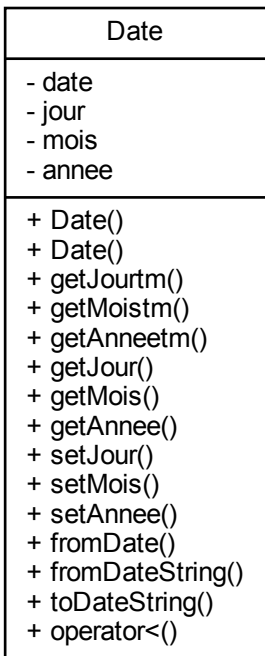 Date
- date
- jour
- mois
- annee
+ Date()
+ Date()
+ getJourtm()
+ getMoistm()
+ getAnneetm()
+ getJour()
+ getMois()
+ getAnnee()
+ setJour()
+ setMois()
+ setAnnee()
+ fromDate()
+ fromDateString()
+ toDateString()
+ operator<()